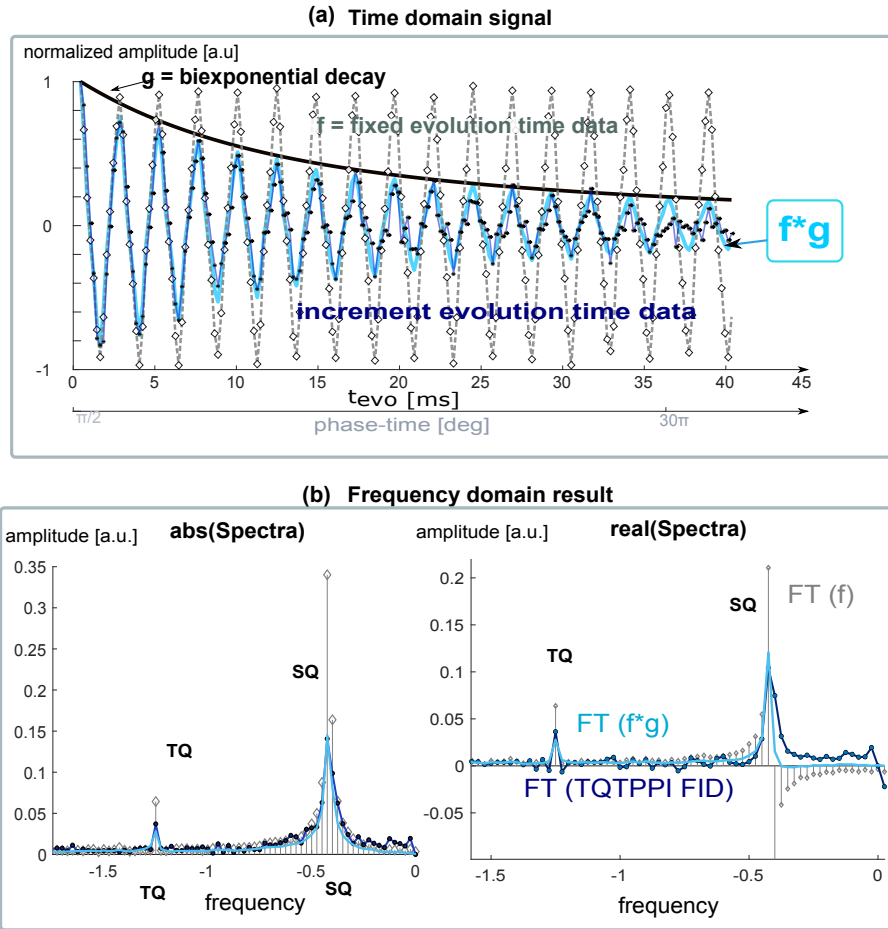 (a) Time domain signal
normalized amplitude [a.u]
g = biexponential decay
f = fixed evolution time data
f*g
increment evolution time data
1
0
-1
0 5 10 15 20 25 30 35 40 45
tevo [ms]
π/2 30π
phase-time [deg]
(b) Frequency domain result
amplitude [a.u.] abs(Spectra)
0.35
0.3
0.25
0.2
0.15
0.1
0.05
0
SQ
TQ
-1 -0.5 0
TQ SQ
frequency
amplitude [a.u.] real(Spectra)
0.2
0.15
0.1
0.05
0
-0.05
SQ FT (f)
TQ
FT (f*g)
FT (TQTPPI FID)
-1.5 -1 -0.5 0
frequency